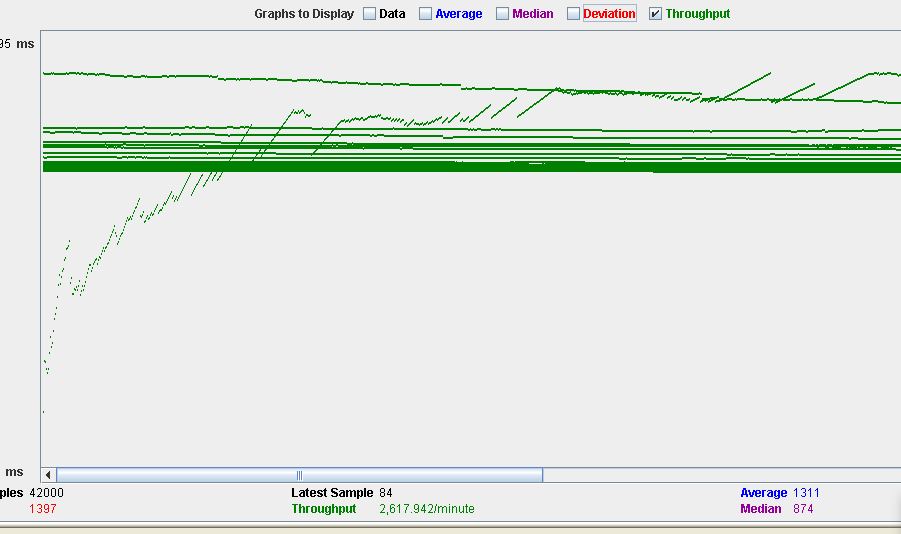 Graphs to Display Data Average Median Deviation Throughput
95 ms
ms
ples 42000 Latest Sample 84 Average 1311
1397 Throughput 2,617.942/minute Median 874